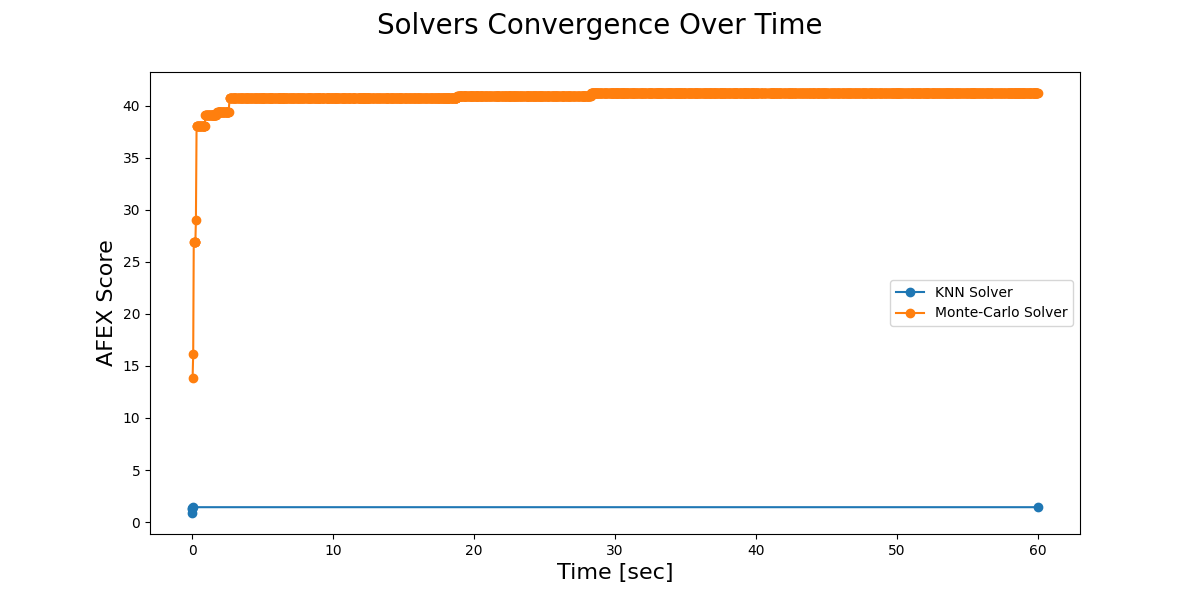 Solvers Convergence Over Time
AFEX Score
40
35
30
25
20
15
10
5
0
KNN Solver
Monte-Carlo Solver
0 10 20 30 40 50 60
Time [sec]